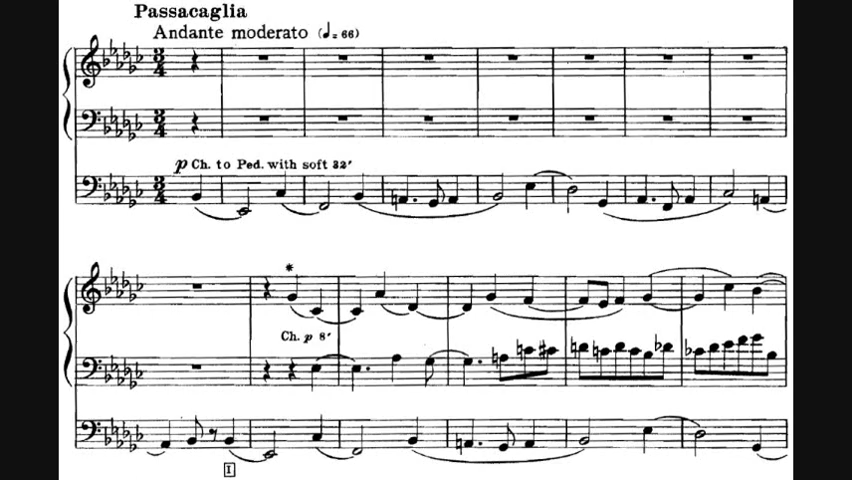 Passacaglia
Andante moderato (♩= 66)
p Ch. to Ped. with soft 32'
*
Ch. p 8'
I